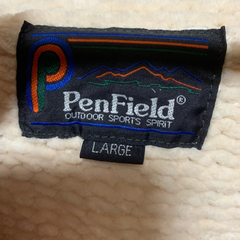 PenField®
OUTDOOR SPORTS SPIRIT
LARGE